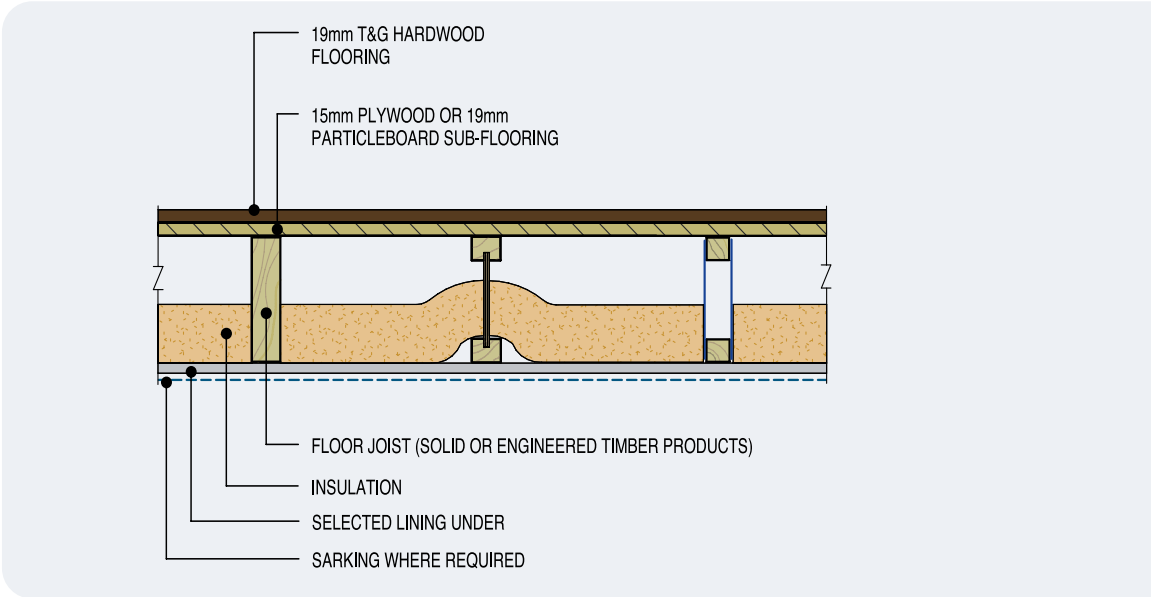 19mm T&G HARDWOOD
FLOORING
15mm PLYWOOD OR 19mm
PARTICLEBOARD SUB-FLOORING
FLOOR JOIST (SOLID OR ENGINEERED TIMBER PRODUCTS)
INSULATION
SELECTED LINING UNDER
SARKING WHERE REQUIRED